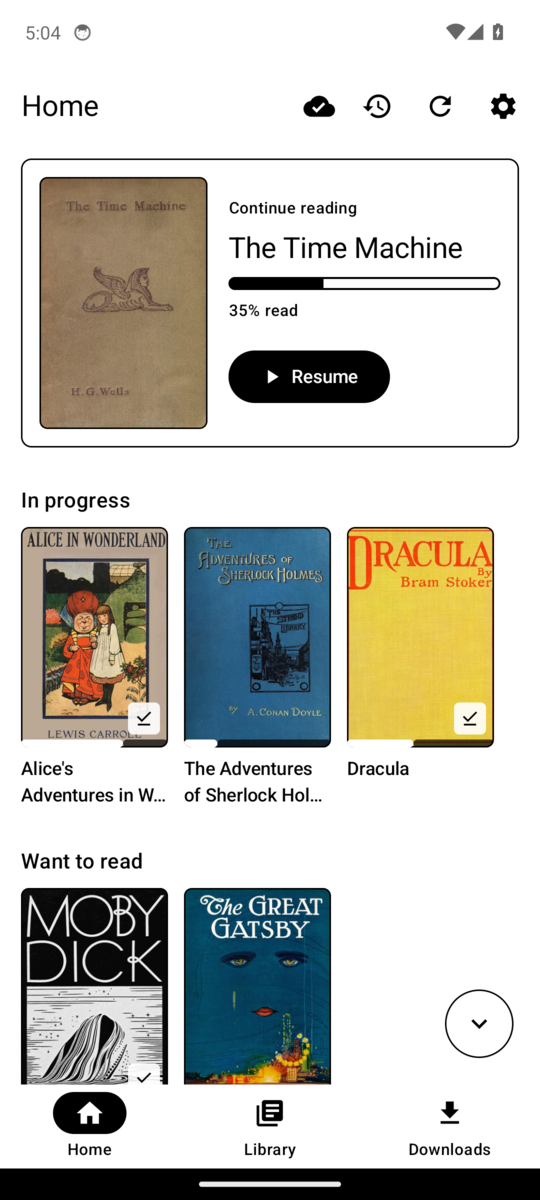 5:04
Home
The Time Machine
H.G.Wells
Continue reading
The Time Machine
35% read
Resume
In progress
ALICE IN WONDERLAND
LEWIS CARROLL
THE
ADVENTURES OF
SHERLOCK HOLMES
THE
STRAND
LIBRARY
BY A. CONAN DOYLE
DRACULA
By
Bram Stoker
Alice's
Adventures in W...
The Adventures
of Sherlock Hol...
Dracula
Want to read
MOBY
DICK
The GREAT
GATSBY
Home
Library
Downloads